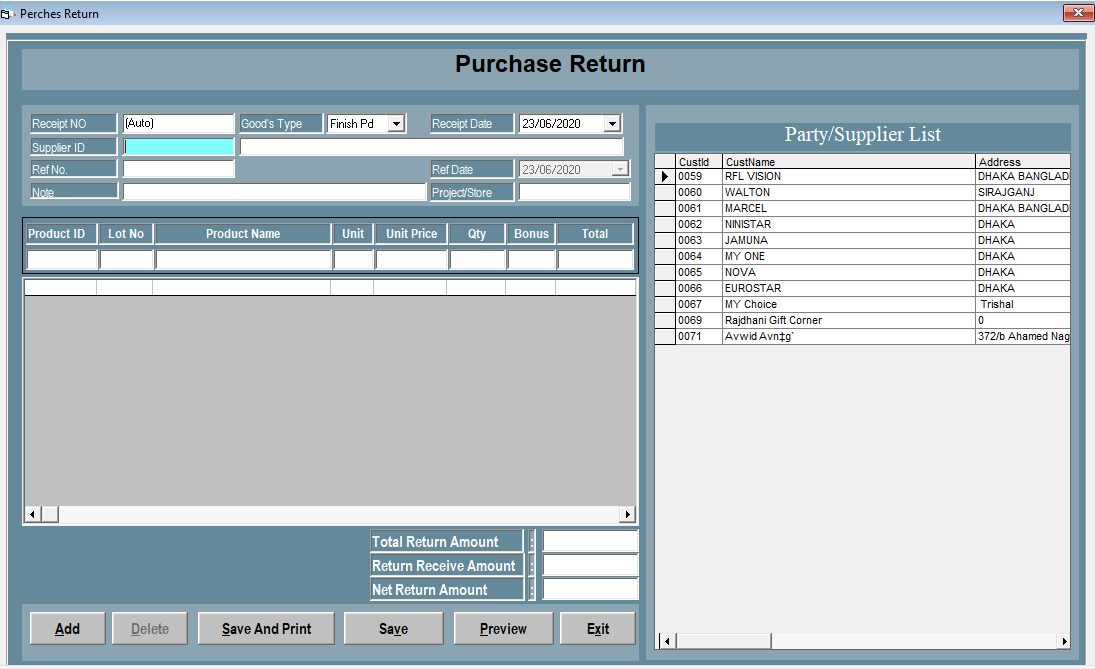 Perches Return
Purchase Return
Receipt NO (Auto) Good's Type Finish Pd Receipt Date 23/06/2020
Supplier ID
Ref No. Ref Date 23/06/2020
Note Project/Store
Product ID Lot No Product Name Unit Unit Price Qty Bonus Total
Total Return Amount :
Return Receive Amount :
Net Return Amount :
Add Delete Save And Print Save Preview Exit
Party/Supplier List
CustId CustName Address
0059 RFL VISION DHAKA BANGLAD
0060 WALTON SIRAJGANJ
0061 MARCEL DHAKA BANGLAD
0062 NINISTAR DHAKA
0063 JAMUNA DHAKA
0064 MY ONE DHAKA
0065 NOVA DHAKA
0066 EUROSTAR DHAKA
0067 MY Choice Trishal
0069 Rajdhani Gift Corner 0
0071 Avwid Avn‡g` 372/b Ahamed Nag